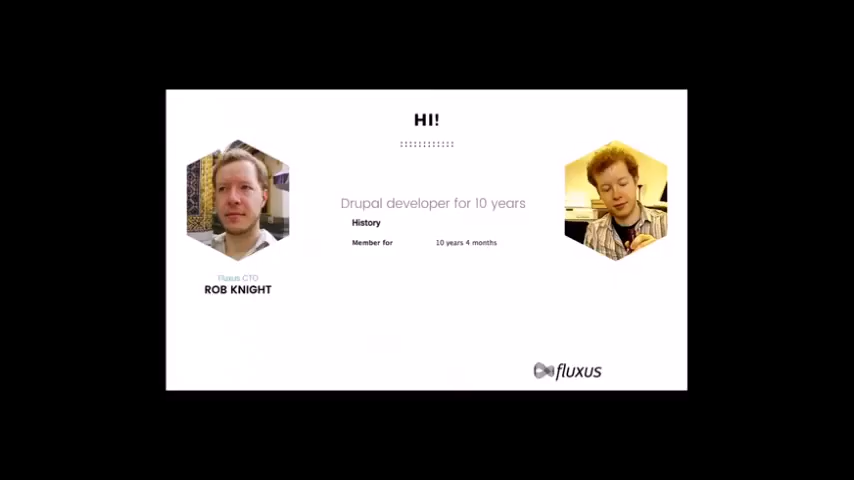 HI!
Drupal developer for 10 years
History
Member for 10 years 4 months
Fluxus CTO
ROB KNIGHT
fluxus